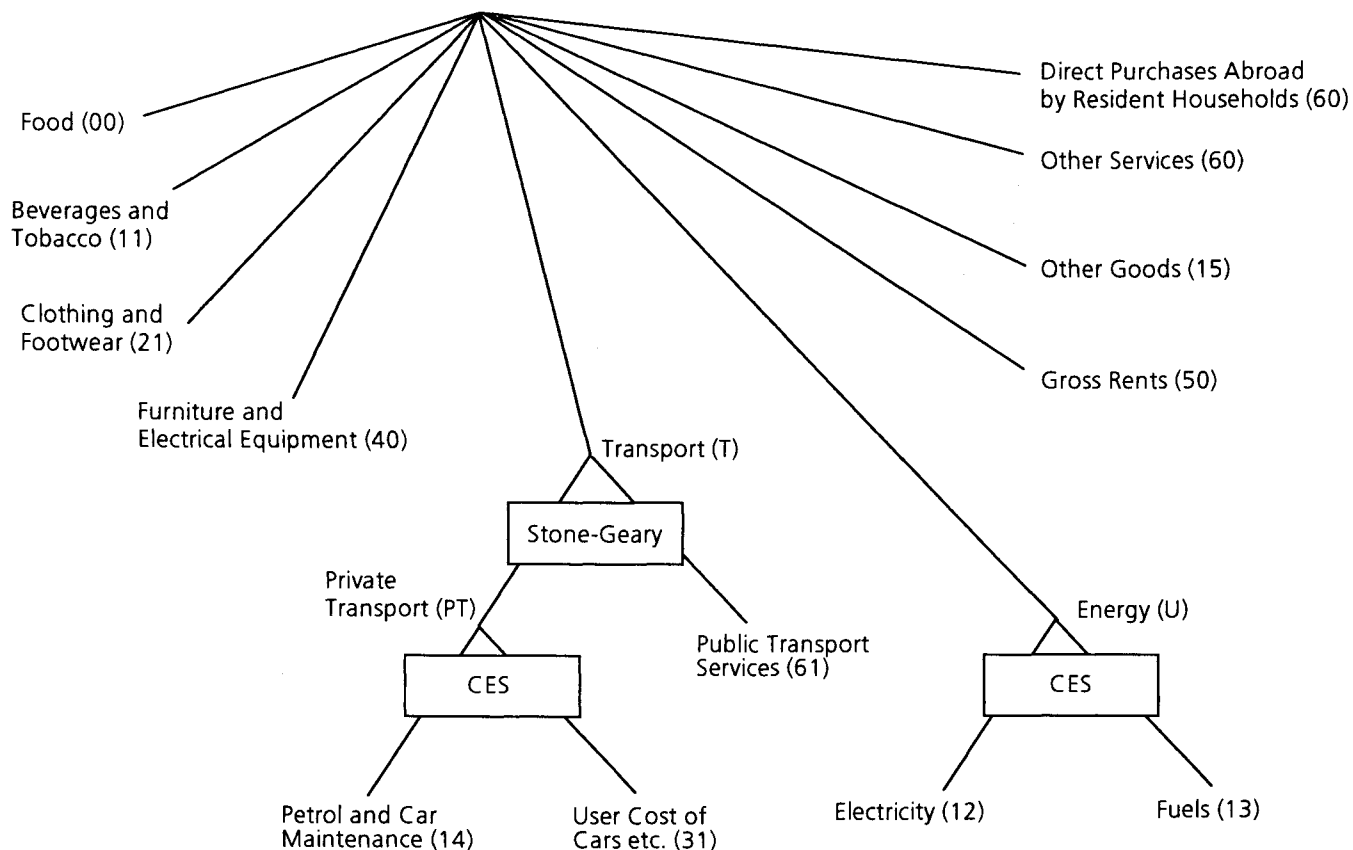 Direct Purchases Abroad
by Resident Households (60)
Food (00)
Other Services (60)
Beverages and
Tobacco (11)
Other Goods (15)
Clothing and
Footwear (21)
Gross Rents (50)
Furniture and
Electrical Equipment (40)
Transport (T)
Stone-Geary
Private
Transport (PT)
Energy (U)
Public Transport
Services (61)
CES
CES
Petrol and Car
Maintenance (14)
User Cost of
Cars etc. (31)
Electricity (12)
Fuels (13)